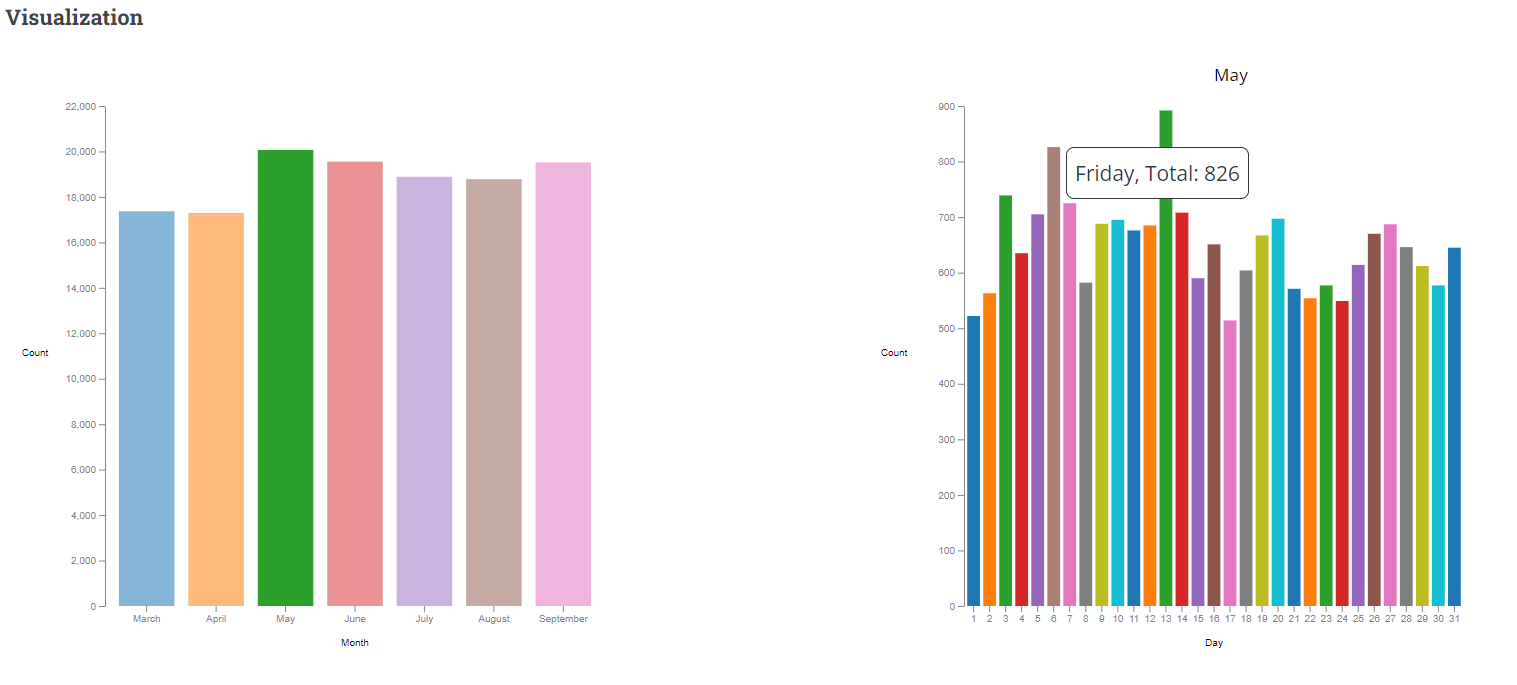 Visualization
22,000
20,000
18,000
16,000
14,000
12,000
10,000
8,000
6,000
4,000
2,000
0
Count
March April May June July August September
Month
May
900
800
700
600
500
400
300
200
100
0
Count
Friday, Total: 826
1 2 3 4 5 6 7 8 9 10 11 12 13 14 15 16 17 18 19 20 21 22 23 24 25 26 27 28 29 30 31
Day